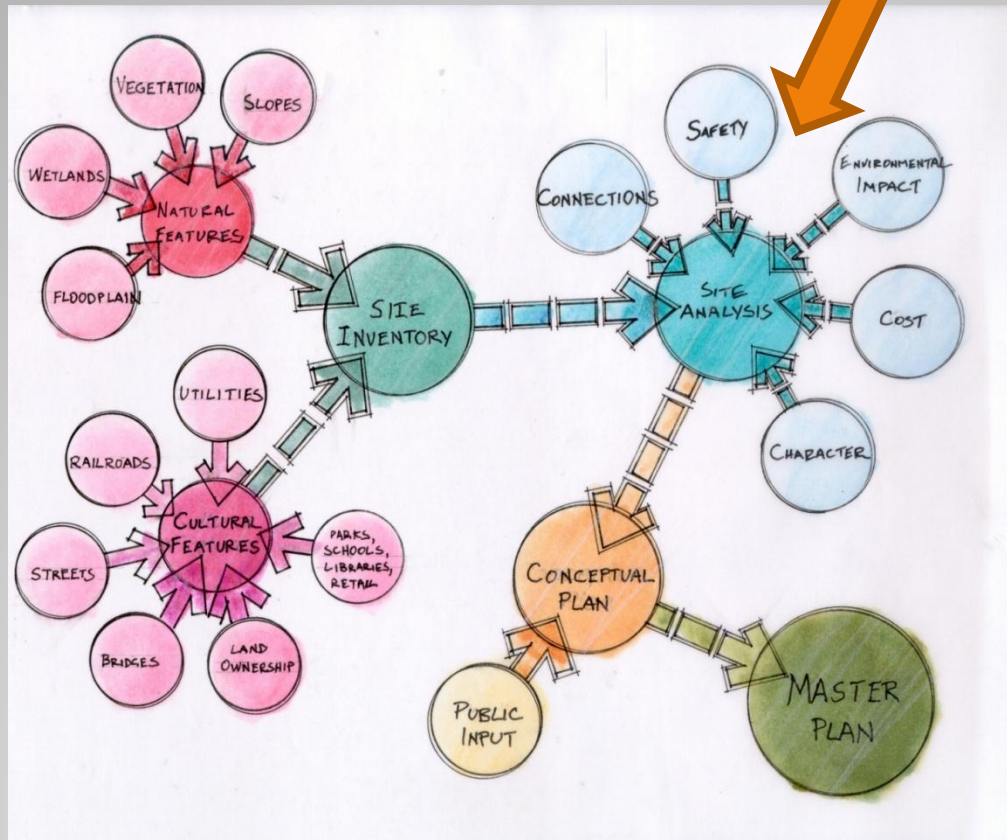 VEGETATION
SLOPES
WETLANDS
NATURAL
FEATURES
FLOODPLAIN
SITE
INVENTORY
UTILITIES
RAILROADS
CULTURAL
FEATURES
STREETS
PARKS,
SCHOOLS,
LIBRARIES,
RETAIL
BRIDGES
LAND
OWNERSHIP
SAFETY
CONNECTIONS
ENVIRONMENTAL
IMPACT
SITE
ANALYSIS
COST
CHARACTER
CONCEPTUAL
PLAN
PUBLIC
INPUT
MASTER
PLAN